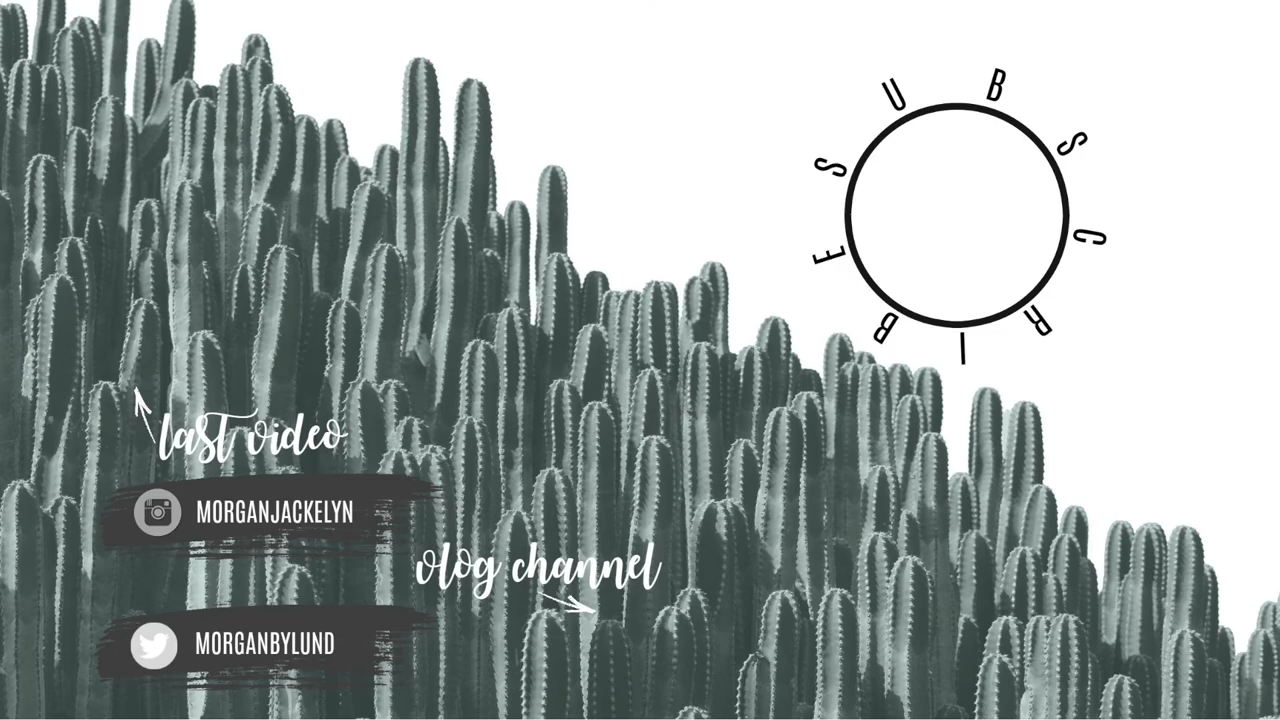 SUBSCRIBE
last video
MORGANJACKELYN
vlog channel
MORGANBYLUND